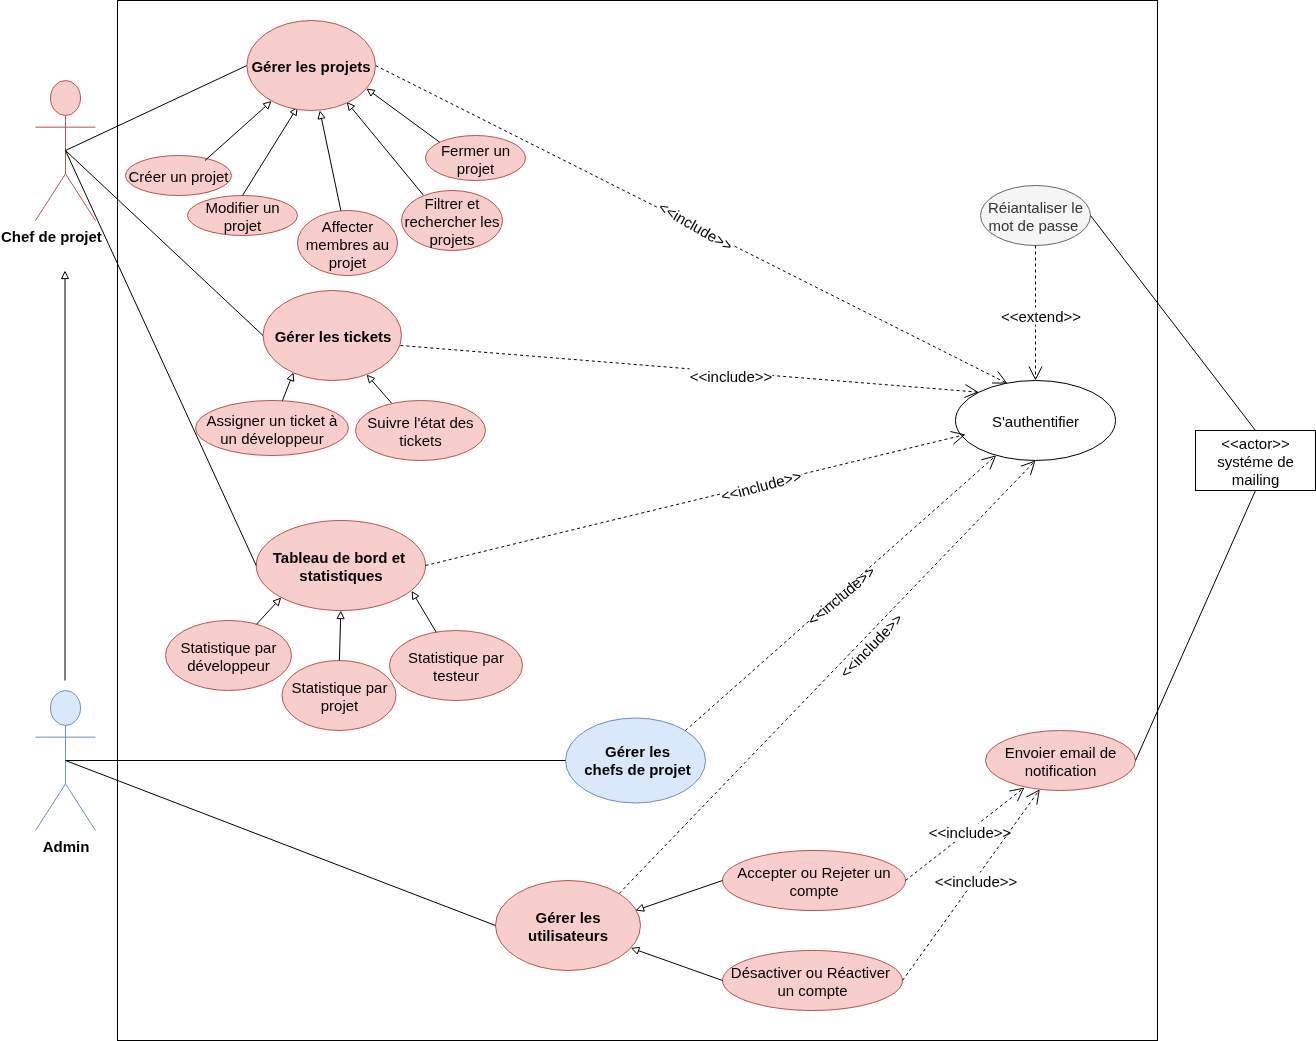 Gérer les projets
Chef de projet
Créer un projet
Modifier un
projet
Affecter
membres au
projet
Filtrer et
rechercher les
projets
Fermer un
projet
<<include>>
Réiantaliser le
mot de passe
<<extend>>
Gérer les tickets
<<include>>
Assigner un ticket à
un développeur
Suivre l'état des
tickets
S'authentifier
<<actor>>
systéme de
mailing
<<include>>
Tableau de bord et
statistiques
<<include>>
<<include>>
Statistique par
développeur
Statistique par
projet
Statistique par
testeur
Gérer les
chefs de projet
Envoier email de
notification
Admin
<<include>>
<<include>>
Accepter ou Rejeter un
compte
Gérer les
utilisateurs
Désactiver ou Réactiver
un compte